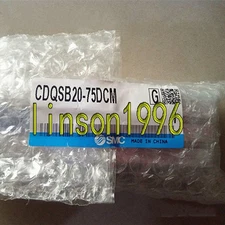 CDQSB20-75DCM
G
linson1996
SMC
MADE IN CHINA